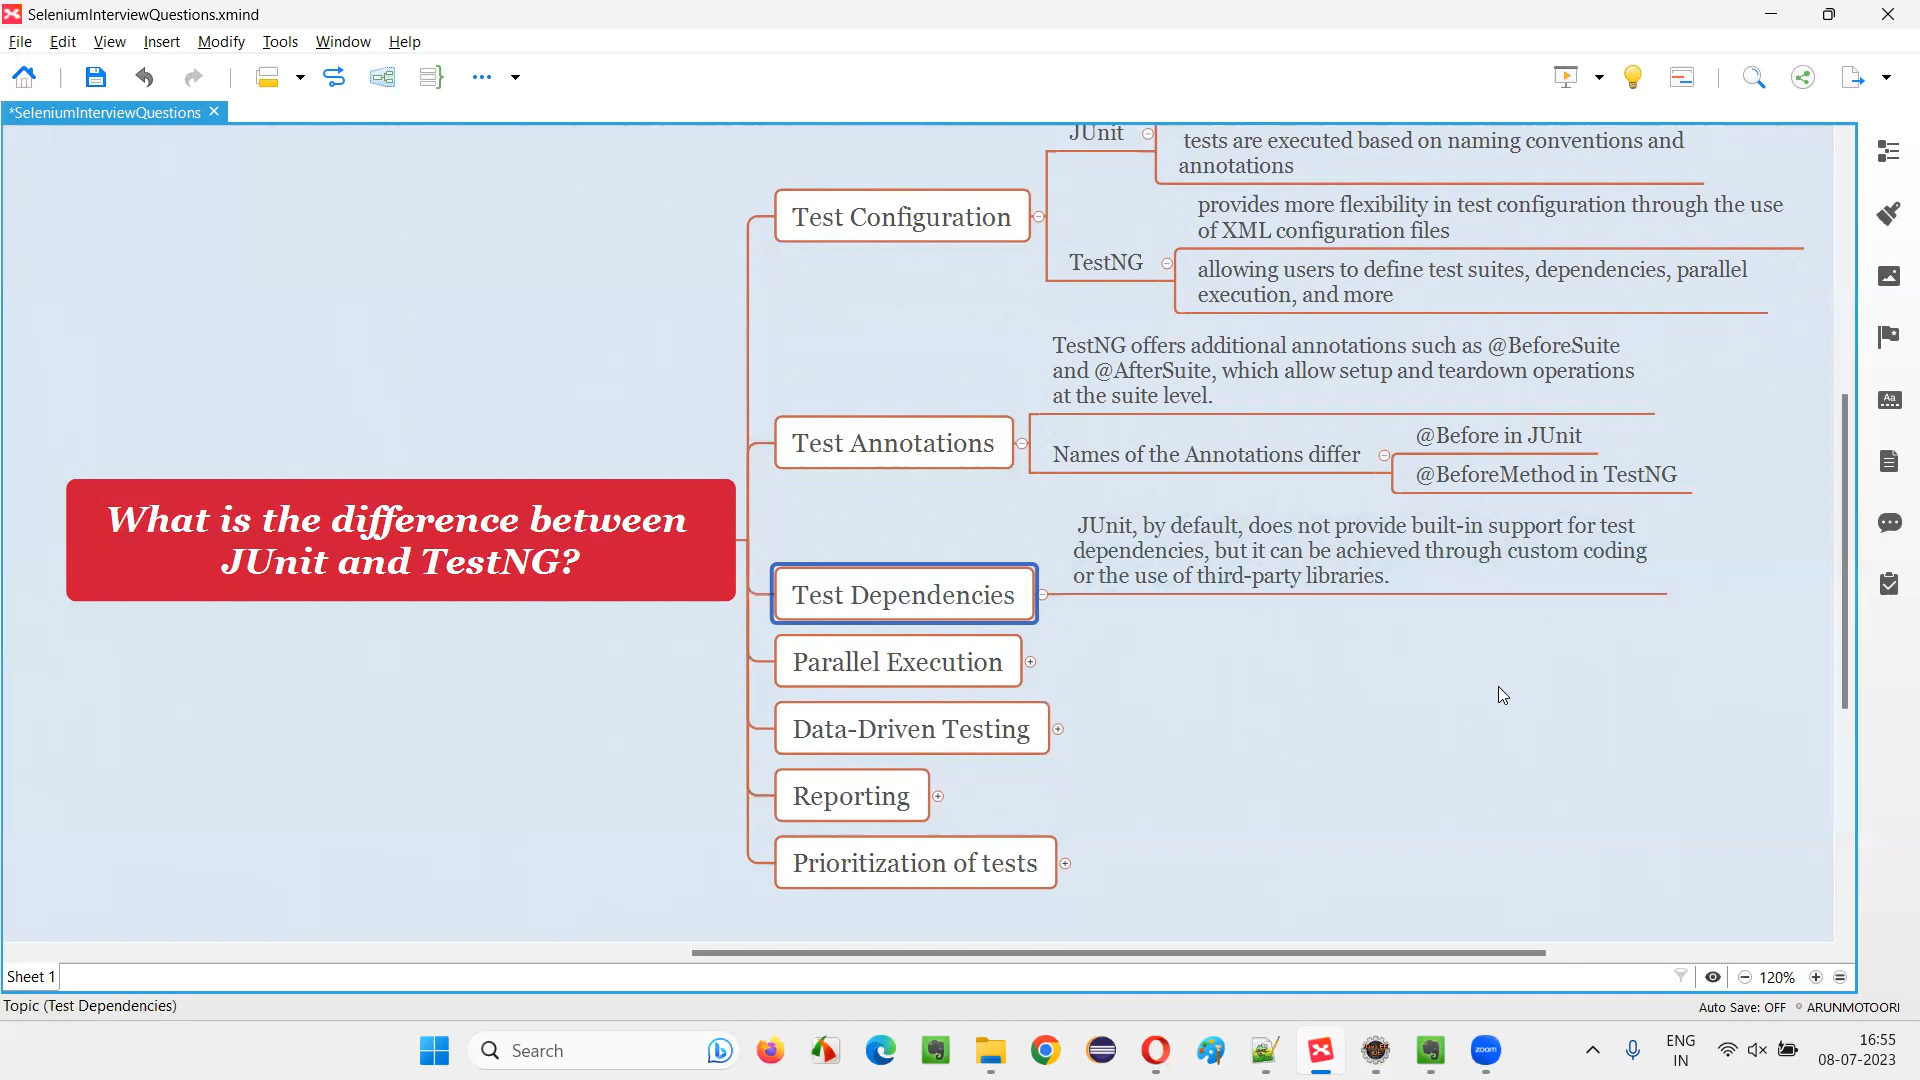 SeleniumInterviewQuestions.xmind
File Edit View Insert Modify Tools Window Help
*SeleniumInterviewQuestions
JUnit
tests are executed based on naming conventions and
annotations
Test Configuration
provides more flexibility in test configuration through the use
of XML configuration files
TestNG
allowing users to define test suites, dependencies, parallel
execution, and more
TestNG offers additional annotations such as @BeforeSuite
and @AfterSuite, which allow setup and teardown operations
at the suite level.
Test Annotations
Names of the Annotations differ
@Before in JUnit
@BeforeMethod in TestNG
What is the difference between
JUnit and TestNG?
JUnit, by default, does not provide built-in support for test
dependencies, but it can be achieved through custom coding
or the use of third-party libraries.
Test Dependencies
Parallel Execution
Data-Driven Testing
Reporting
Prioritization of tests
Sheet 1
120%
Topic (Test Dependencies)
Auto Save: OFF
ARUNMOTOORI
Search
zoom
ENG
IN
16:55
08-07-2023